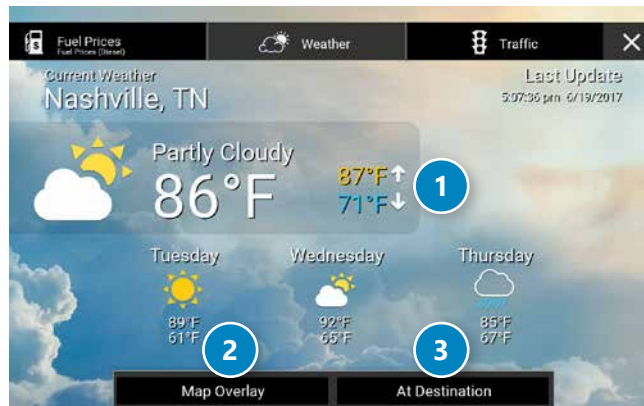 Fuel Prices
Fuel Prices (Diesel)
Weather
Traffic
Current Weather
Nashville, TN
Last Update
5:07:36 pm 6/19/2017
Partly Cloudy
86°F
87°F
71°F
1
Tuesday
Wednesday
Thursday
89°F
61°F
92°F
65°F
85°F
67°F
2
3
Map Overlay
At Destination